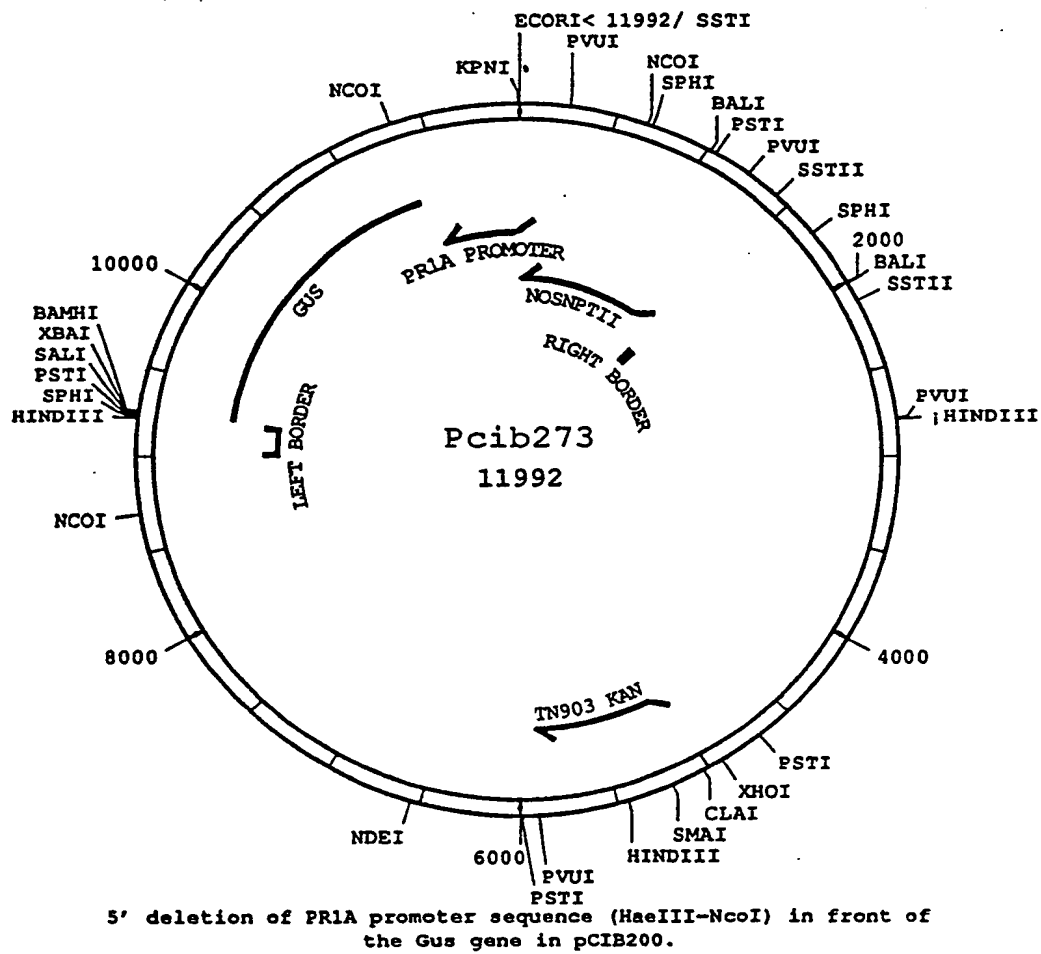 ECORI< 11992/ SSTI
PVUI
KPNI
NCOI
SPHI
NCOI
BALI
PSTI
PVUI
SSTII
SPHI
2000
BALI
SSTII
10000
PR1A PROMOTER
GUS
NOSNPTII
RIGHT BORDER
LEFT BORDER
BAMHI
XBAI
SALI
PSTI
SPHI
HINDIII
PVUI
¡HINDIII
Pcib273
11992
NCOI
8000
4000
TN903 KAN
PSTI
XHOI
CLAI
SMAI
HINDIII
NDEI
6000
PVUI
PSTI
5' deletion of PR1A promoter sequence (HaeIII-NcoI) in front of
the Gus gene in pCIB200.